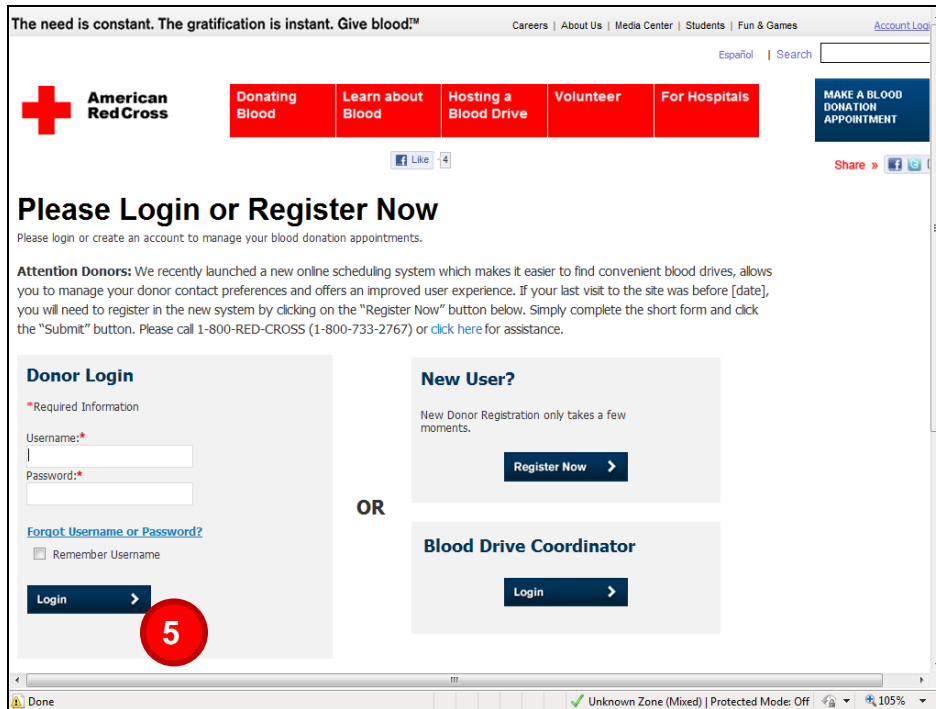 The need is constant. The gratification is instant. Give blood.™
Careers | About Us | Media Center | Students | Fun & Games
Account
Español | Search
American
Red Cross
Donating
Blood
Learn about
Blood
Hosting a
Blood Drive
Volunteer
For Hospitals
MAKE A BLOOD
DONATION
APPOINTMENT
Like 4
Share »
Please Login or Register Now
Please login or create an account to manage your blood donation appointments.
Attention Donors: We recently launched a new online scheduling system which makes it easier to find convenient blood drives, allows
you to manage your donor contact preferences and offers an improved user experience. If your last visit to the site was before [date],
you will need to register in the new system by clicking on the “Register Now” button below. Simply complete the short form and click
the “Submit” button. Please call 1-800-RED-CROSS (1-800-733-2767) or click here for assistance.
Donor Login
*Required Information
Username:*
Password:*
Forgot Username or Password?
Remember Username
Login
5
OR
New User?
New Donor Registration only takes a few
moments.
Register Now
Blood Drive Coordinator
Login
Done
Unknown Zone (Mixed) | Protected Mode: Off
105%